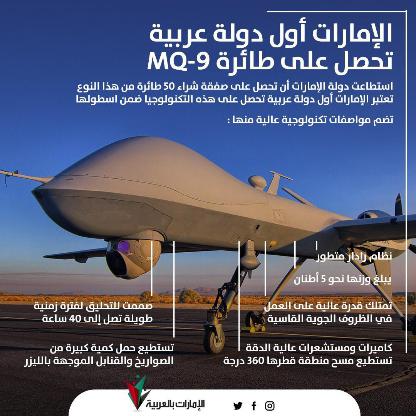 الإمارات أول دولة عربية
تحصل على طائرة MQ-9
استطاعت دولة الإمارات أن تحصل على صفقة شراء 50 طائرة من هذا النوع
تعتبر الإمارات أول دولة عربية تحصل على هذه التكنولوجيا ضمن اسطولها
تضم مواصفات تكنولوجية عالية منها :
نظام رادار متطور
يبلغ وزنها نحو 5 أطنان
تمتلك قدرة عالية على العمل
في الظروف الجوية القاسية
صممت للتحليق لفترة زمنية
طويلة تصل إلى 40 ساعة
كاميرات ومستشعرات عالية الدقة
تستطيع مسح منطقة قطرها 360 درجة
تستطيع حمل كمية كبيرة من
الصواريخ والقنابل الموجهة بالليزر
الإمارات بالعربية